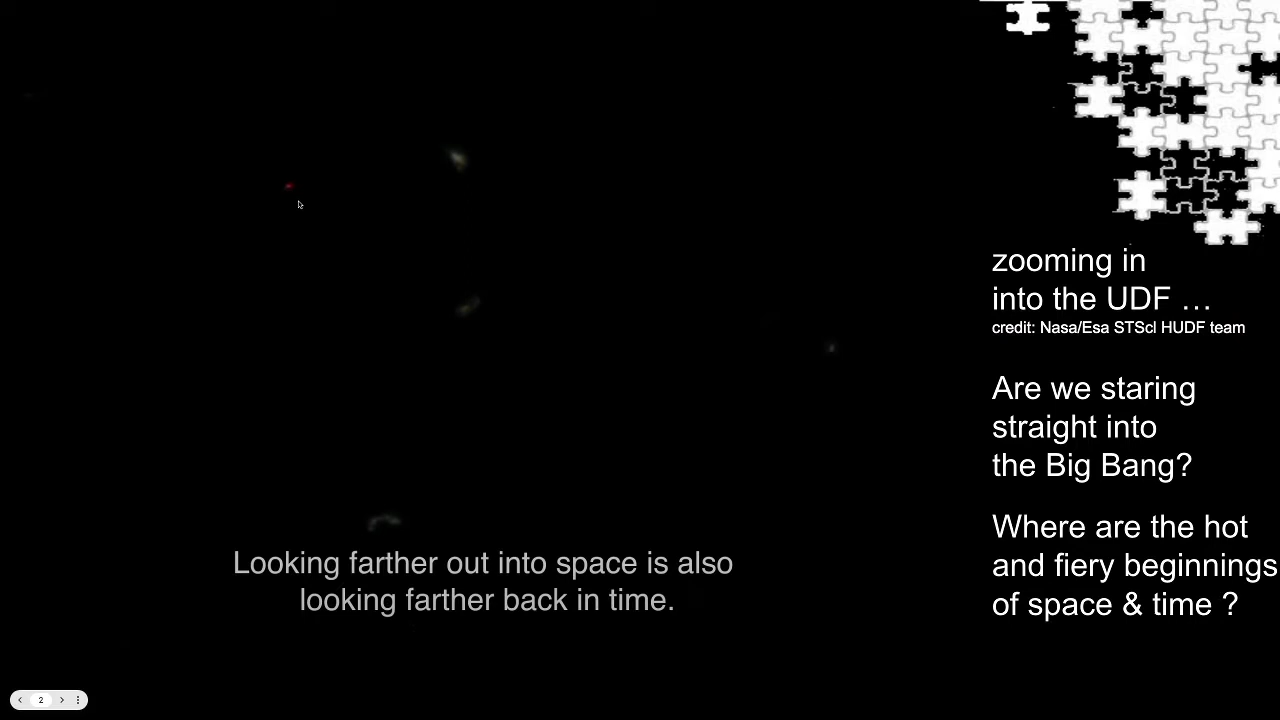 zooming in
into the UDF …
credit: Nasa/Esa STScI HUDF team
Are we staring
straight into
the Big Bang?
Where are the hot
and fiery beginnings
of space & time ?
Looking farther out into space is also
looking farther back in time.
2